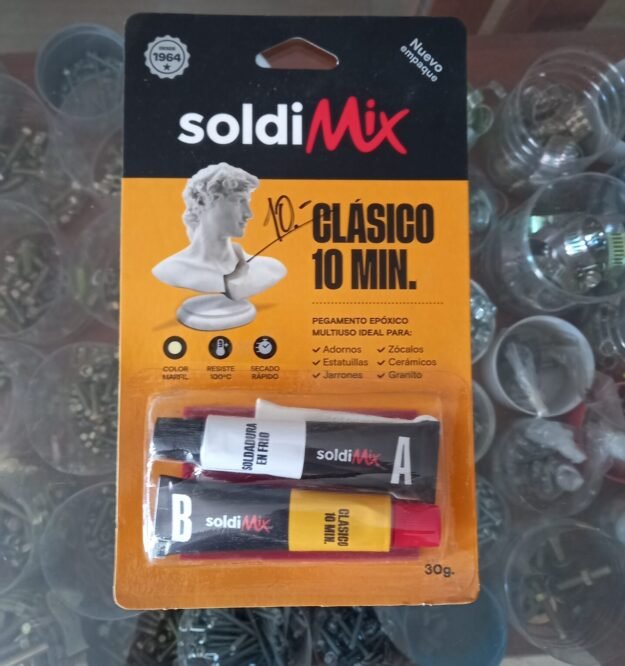 DESDE
1964
Nuevo
empaque
soldiMix
10.-
CLÁSICO
10 MIN.
PEGAMENTO EPÓXICO
MULTIUSO IDEAL PARA:
Adornos
Zócalos
Estatuillas
Cerámicos
Jarrones
Granito
COLOR
MARFIL
RESISTE
100°C
SECADO
RÁPIDO
SOLDADURA
EN FRIO
soldiMix
A
B
soldiMix
CLASICO
10 MIN.
30g.